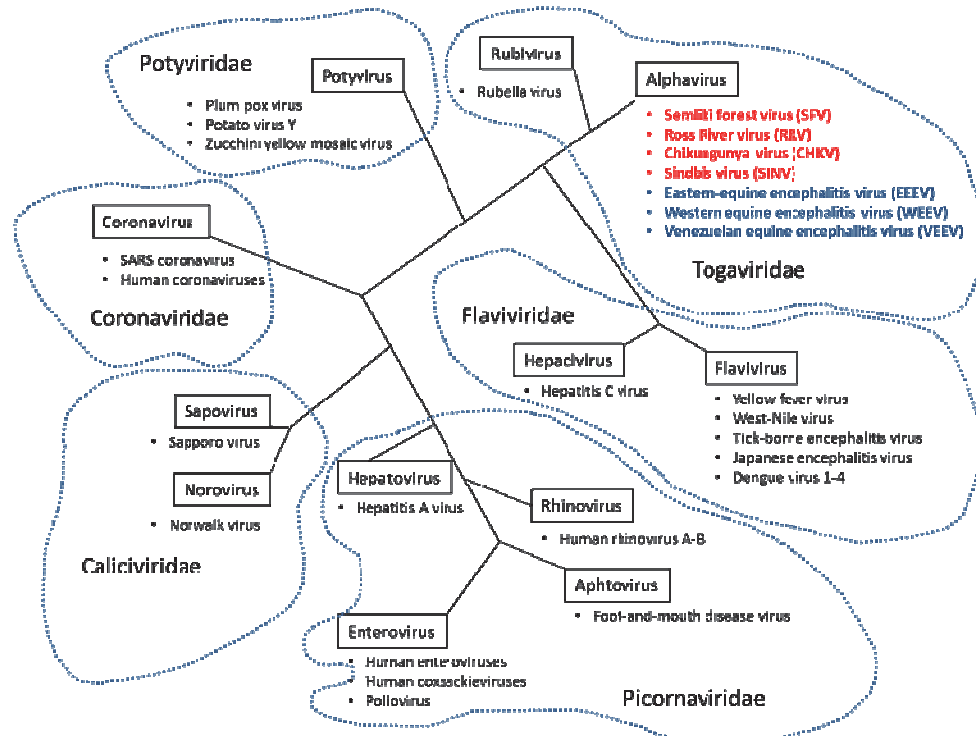 Potyviridae
Potyvirus
• Plum pox virus
• Potato virus Y
• Zucchini yellow mosaic virus
Rubivirus
• Rubella virus
Alphavirus
• Semliti forest virus (SFV)
• Ross River virus (RRV)
• Chikungunya virus (CHKV)
• Sindbis virus (SINV)
• Eastern-equine encephalitis virus (EEEV)
• Western equine encephalitis virus (WEEV)
• Venezuelan equine encephalitis virus (VEEV)
Togaviridae
Coronavirus
• SARS coronavirus
• Human coronaviruses
Coronaviridae
Flaviviridae
Hepacivirus
• Hepatitis C virus
Flavivirus
• Yellow fever virus
• West-Nile virus
• Tick-borne encephalitis virus
• Japanese encephalitis virus
• Dengue virus 1-4
Sapovirus
• Sapporo virus
Norovirus
• Norwalk virus
Caliciviridae
Hepatovirus
• Hepatitis A virus
Rhinovirus
• Human rhinovirus A-B
Aphtovirus
• Foot-and-mouth disease virus
Enterovirus
• Human enteroviruses
• Human coxsackieviruses
• Poliovirus
Picornaviridae